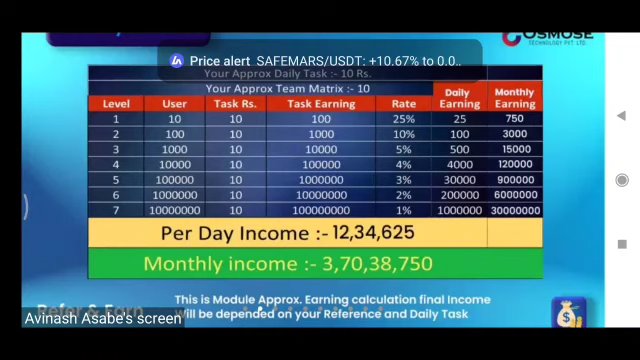 OSMOSE
TECHNOLOGY PVT. LTD.
Price alert SAFEMARS/USDT: +10.67% to 0.0..
Your Approx Daily Task :- 10 Rs.
Your Approx Team Matrix :- 10
Level User Task Rs. Task Earning Rate Daily Earning Monthly Earning
1 10 10 100 25% 25 750
2 100 10 1000 10% 100 3000
3 1000 10 10000 5% 500 15000
4 10000 10 100000 4% 4000 120000
5 100000 10 1000000 3% 30000 900000
6 1000000 10 10000000 2% 200000 6000000
7 10000000 10 100000000 1% 1000000 30000000
Per Day Income :- 12,34,625
Monthly income :- 3,70,38,750
Refer & Earn
This is Module Approx. Earning calculation final Income
will be depended on your Reference and Daily Task
Avinash Asabe's screen